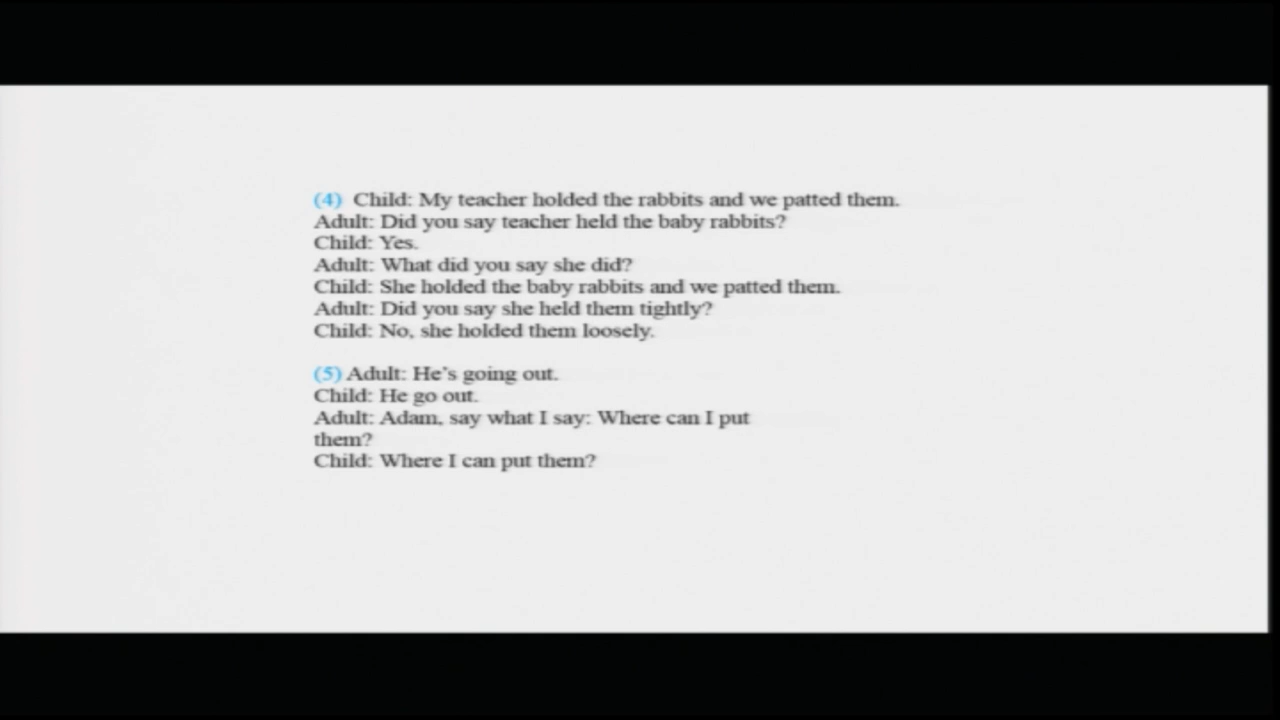 (4) Child: My teacher holded the rabbits and we patted them.
Adult: Did you say teacher held the baby rabbits?
Child: Yes.
Adult: What did you say she did?
Child: She holded the baby rabbits and we patted them.
Adult: Did you say she held them tightly?
Child: No, she holded them loosely.
(5) Adult: He's going out.
Child: He go out.
Adult: Adam, say what I say: Where can I put
them?
Child: Where I can put them?